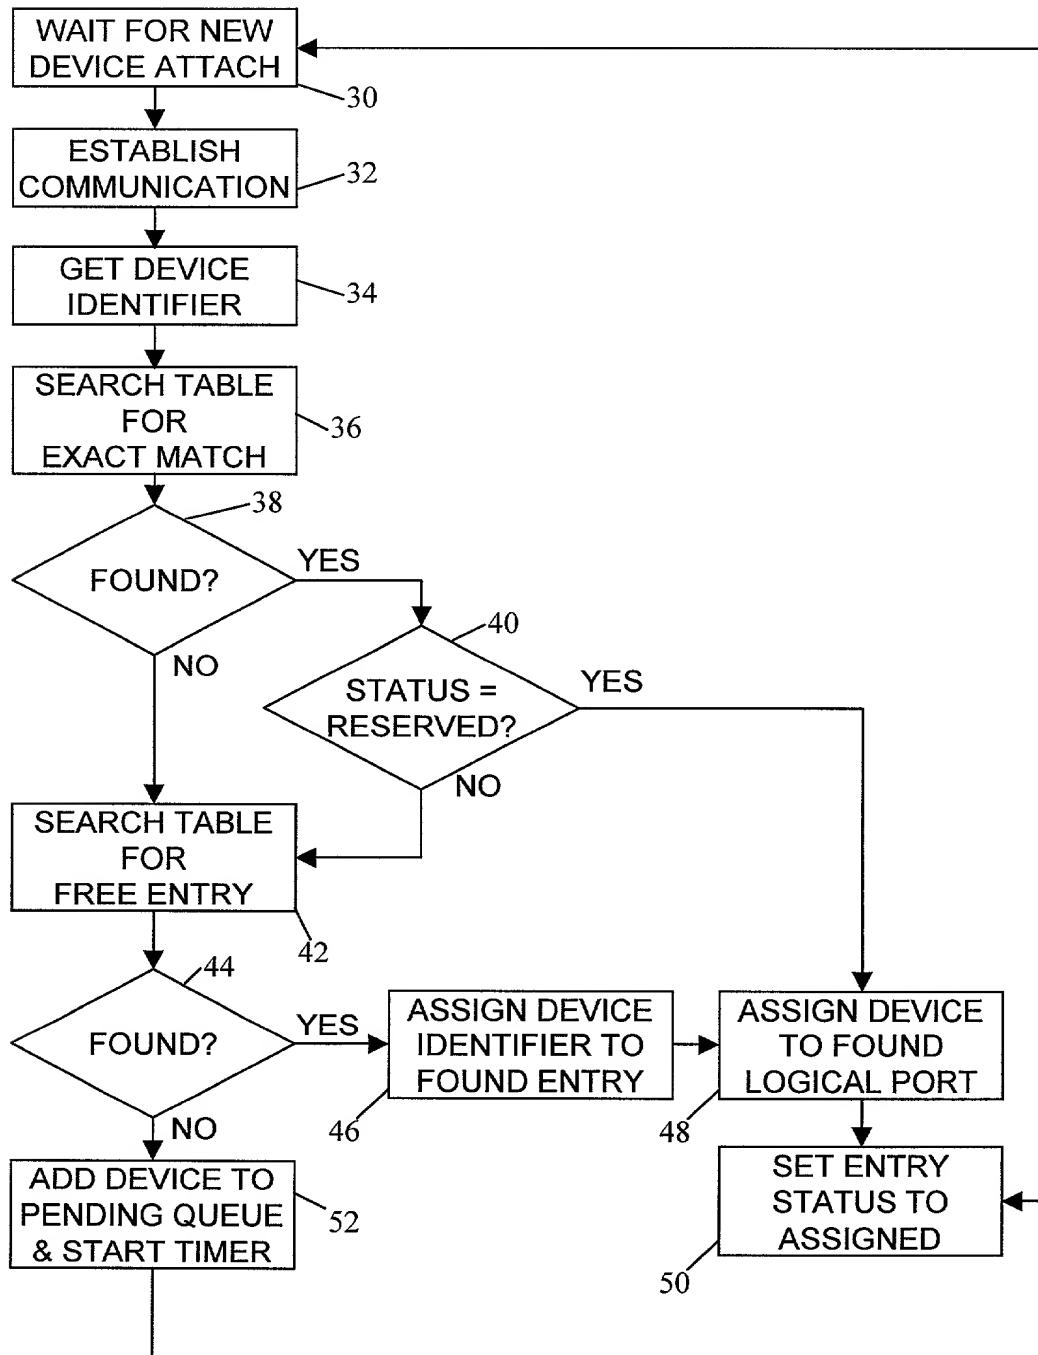 WAIT FOR NEW
DEVICE ATTACH
30
ESTABLISH
COMMUNICATION
32
GET DEVICE
IDENTIFIER
34
SEARCH TABLE
FOR
EXACT MATCH
36
38
FOUND?
YES
NO
40
STATUS =
RESERVED?
YES
NO
SEARCH TABLE
FOR
FREE ENTRY
42
44
FOUND?
YES
NO
ASSIGN DEVICE
IDENTIFIER TO
FOUND ENTRY
46
ASSIGN DEVICE
TO FOUND
LOGICAL PORT
48
ADD DEVICE TO
PENDING QUEUE
& START TIMER
52
SET ENTRY
STATUS TO
ASSIGNED
50